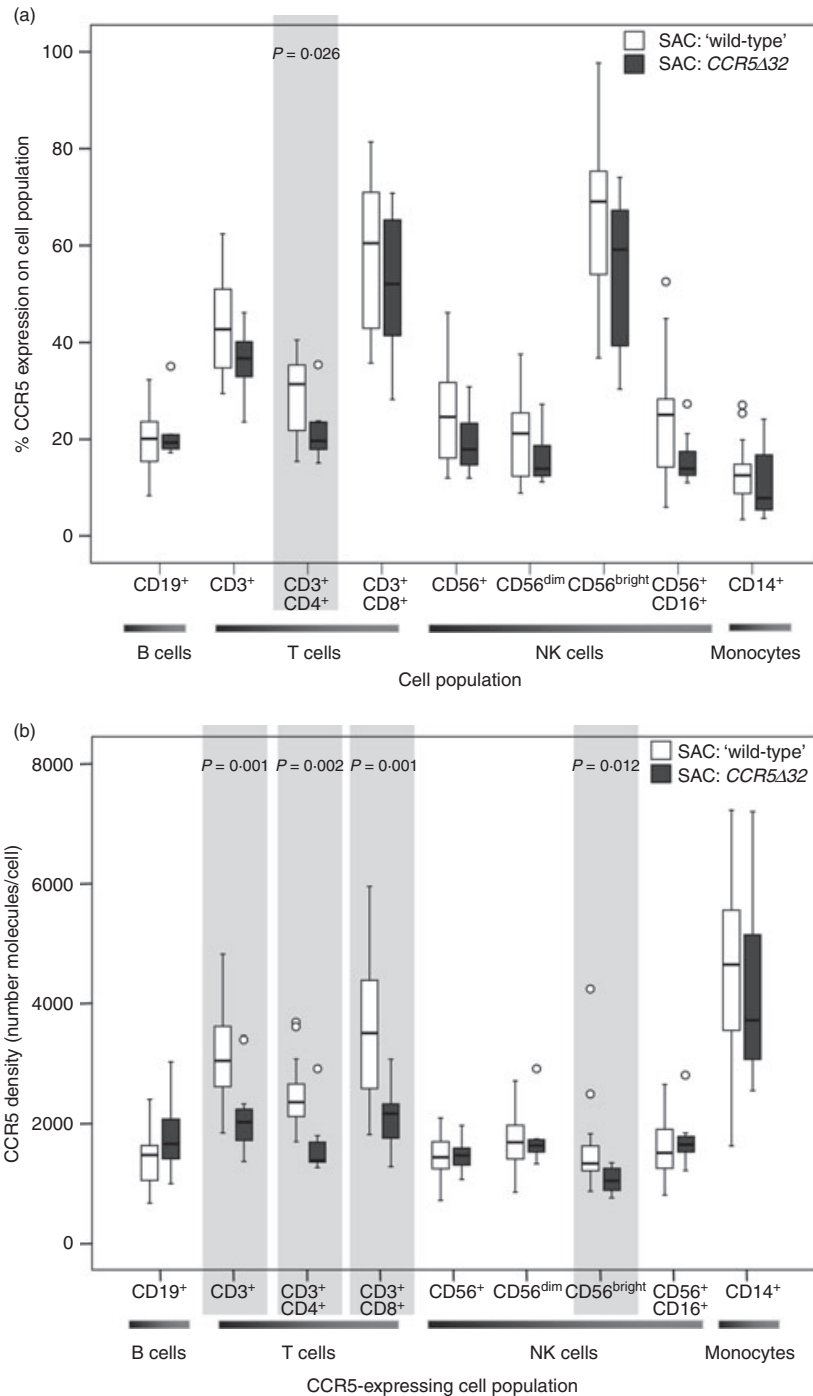 (a)
SAC: 'wild-type'
SAC: CCR5Δ32
P = 0·026
100
80
60
40
20
0
% CCR5 expression on cell population
CD19⁺ CD3⁺ CD3⁺ CD3⁺ CD56⁺ CD56ᵈⁱᵐ CD56ᵇʳⁱᵍʰᵗ CD56⁺ CD14⁺
CD4⁺ CD8⁺ CD16⁺
B cells T cells NK cells Monocytes
Cell population
(b)
SAC: 'wild-type'
SAC: CCR5Δ32
P = 0·001 P = 0·002 P = 0·001 P = 0·012
8000
6000
4000
2000
0
CCR5 density (number molecules/cell)
CD19⁺ CD3⁺ CD3⁺ CD3⁺ CD56⁺ CD56ᵈⁱᵐ CD56ᵇʳⁱᵍʰᵗ CD56⁺ CD14⁺
CD4⁺ CD8⁺ CD16⁺
B cells T cells NK cells Monocytes
CCR5-expressing cell population